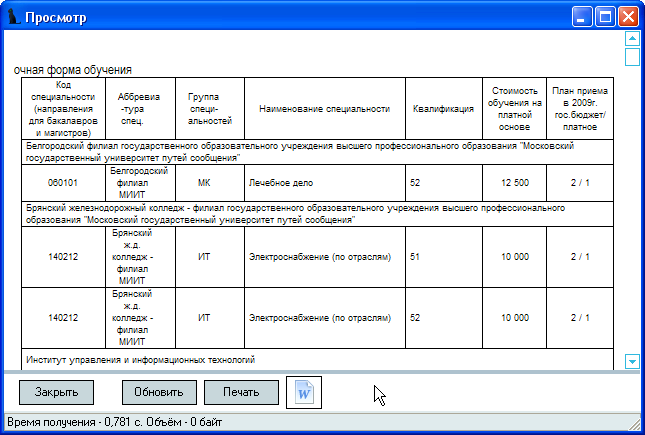 Просмотр
очная форма обучения
Код
специальности
(направления
для бакалавров
и магистров)
Аббревиа
-тура
спец.
Группа
специ-
альностей
Наименование специальности
Квалификация
Стоимость
обучения на
платной
основе
План приема
в 2009г.
гос.бюджет/
платное
Белгородский филиал государственного образовательного учреждения высшего профессионального образования "Московский
государственный университет путей сообщения"
060101
Белгородский
филиал
МИИТ
МК
Лечебное дело
52
12 500
2 / 1
Брянский железнодорожный колледж - филиал государственного образовательного учреждения высшего профессионального
образования "Московский государственный университет путей сообщения"
140212
Брянский
ж.д.
колледж -
филиал
МИИТ
ИТ
Электроснабжение (по отраслям)
51
10 000
2 / 1
140212
Брянский
ж.д.
колледж -
филиал
МИИТ
ИТ
Электроснабжение (по отраслям)
52
10 000
2 / 1
Институт управления и информационных технологий
Закрыть
Обновить
Печать
W
Время получения - 0,781 с. Объём - 0 байт